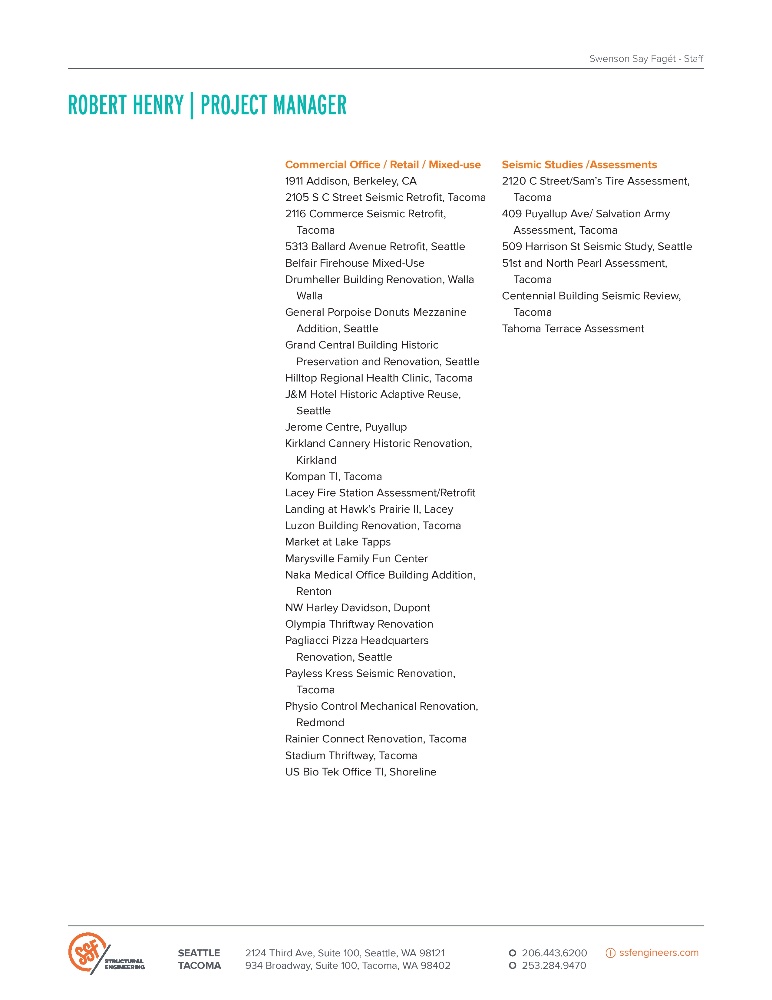 Swenson Say Fagét - Staff
ROBERT HENRY | PROJECT MANAGER
Commercial Office / Retail / Mixed-use
1911 Addison, Berkeley, CA
2105 S C Street Seismic Retrofit, Tacoma
2116 Commerce Seismic Retrofit,
Tacoma
5313 Ballard Avenue Retrofit, Seattle
Belfair Firehouse Mixed-Use
Drumheller Building Renovation, Walla
Walla
General Porpoise Donuts Mezzanine
Addition, Seattle
Grand Central Building Historic
Preservation and Renovation, Seattle
Hilltop Regional Health Clinic, Tacoma
J&M Hotel Historic Adaptive Reuse,
Seattle
Jerome Centre, Puyallup
Kirkland Cannery Historic Renovation,
Kirkland
Kompan TI, Tacoma
Lacey Fire Station Assessment/Retrofit
Landing at Hawk's Prairie II, Lacey
Luzon Building Renovation, Tacoma
Market at Lake Tapps
Marysville Family Fun Center
Naka Medical Office Building Addition,
Renton
NW Harley Davidson, Dupont
Olympia Thriftway Renovation
Pagliacci Pizza Headquarters
Renovation, Seattle
Payless Kress Seismic Renovation,
Tacoma
Physio Control Mechanical Renovation,
Redmond
Rainier Connect Renovation, Tacoma
Stadium Thriftway, Tacoma
US Bio Tek Office TI, Shoreline
Seismic Studies /Assessments
2120 C Street/Sam's Tire Assessment,
Tacoma
409 Puyallup Ave/ Salvation Army
Assessment, Tacoma
509 Harrison St Seismic Study, Seattle
51st and North Pearl Assessment,
Tacoma
Centennial Building Seismic Review,
Tacoma
Tahoma Terrace Assessment
SSF
STRUCTURAL
ENGINEERING
SEATTLE 2124 Third Ave, Suite 100, Seattle, WA 98121 O 206.443.6200 ssfengineers.com
TACOMA 934 Broadway, Suite 100, Tacoma, WA 98402 O 253.284.9470